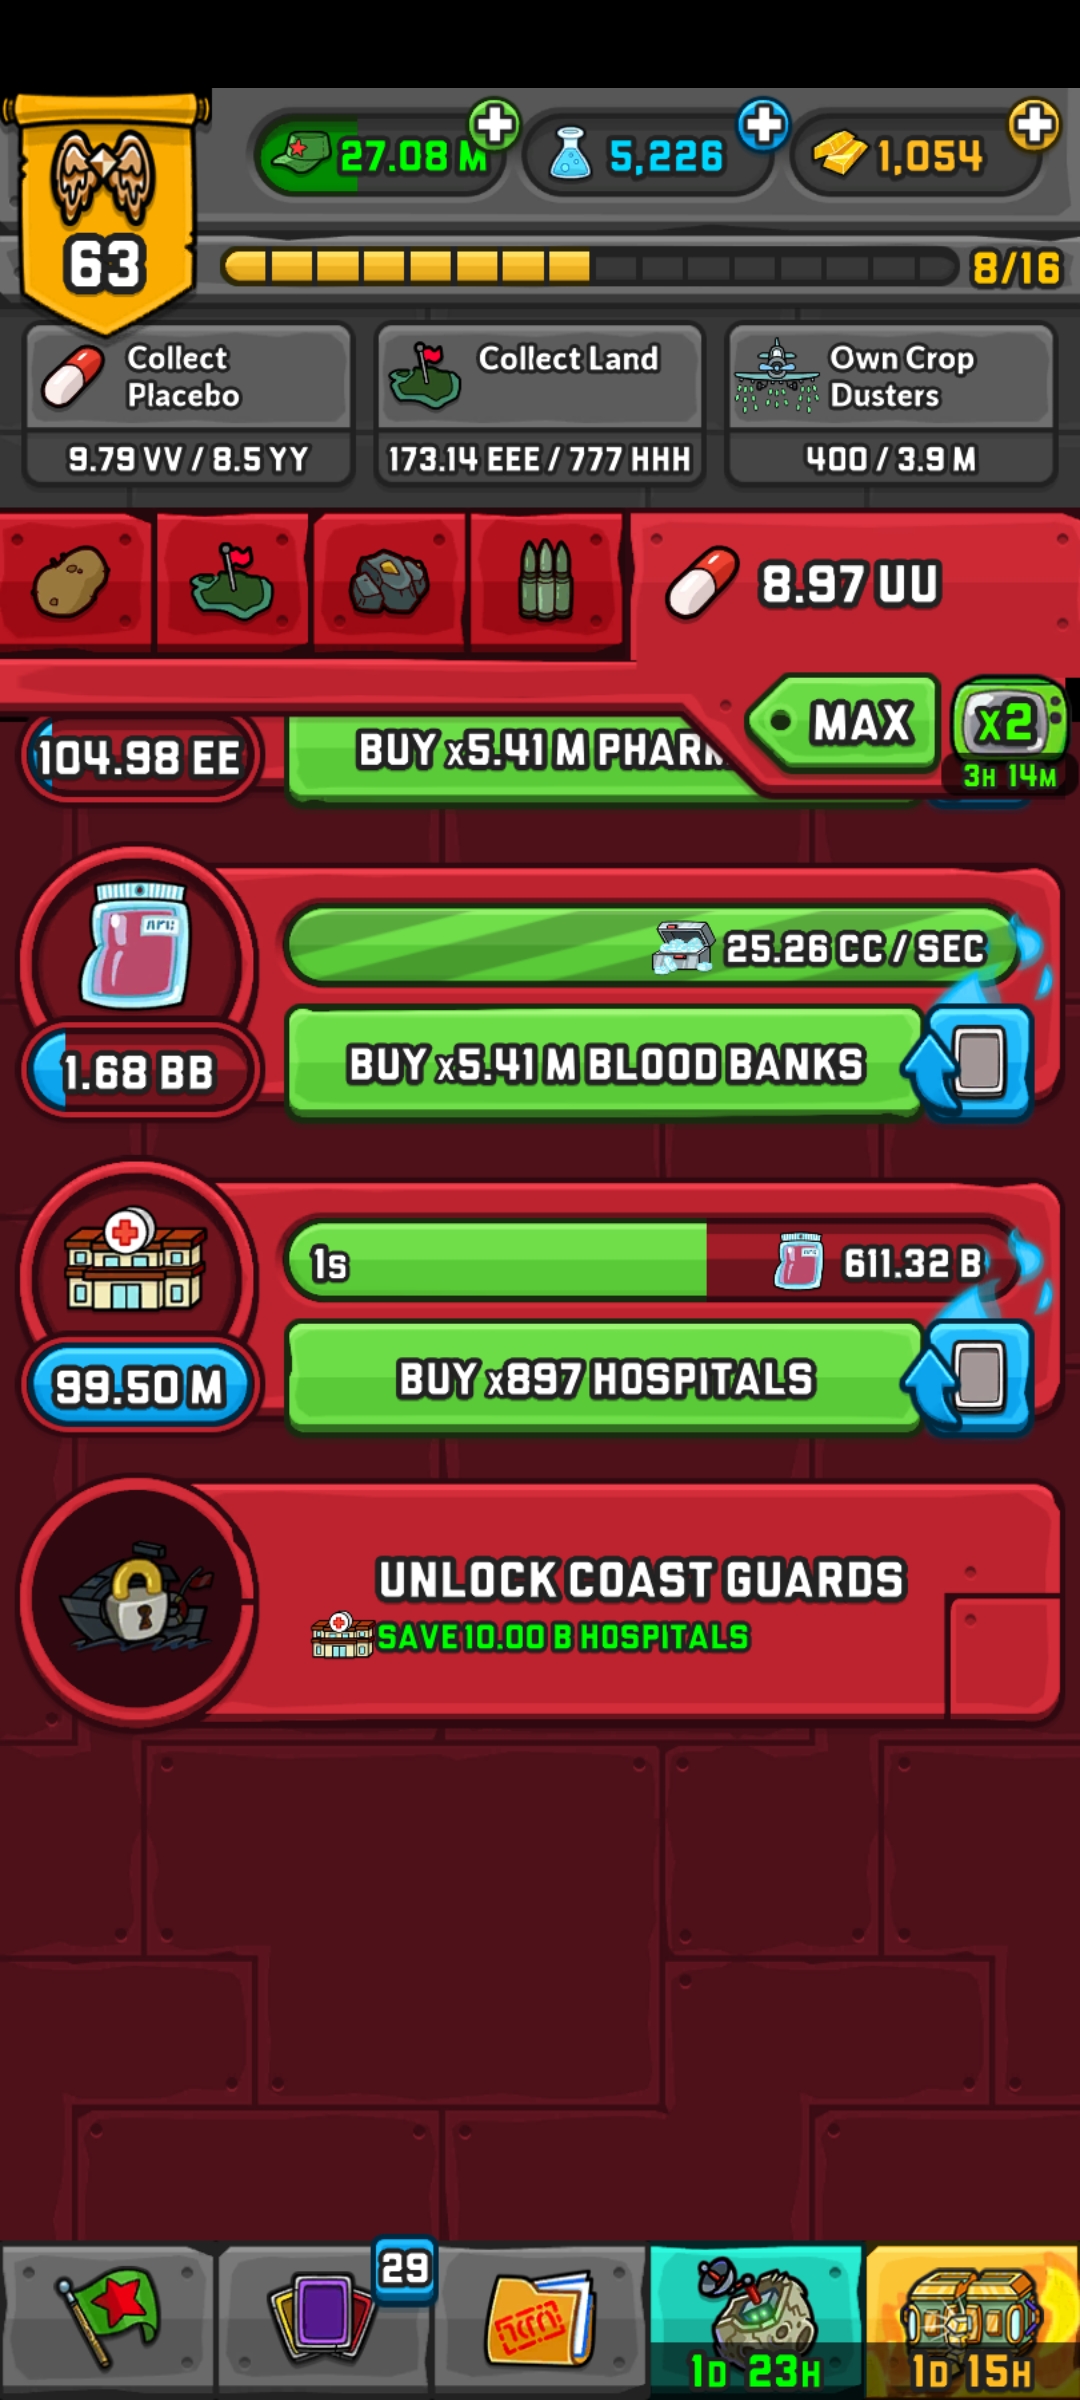 27.08 M
5,226
1,054
63
8/16
Collect
Placebo
9.79 VV / 8.5 YY
Collect Land
173.14 EEE / 777 HHH
Own Crop
Dusters
400 / 3.9 M
8.97 UU
MAX
x2
3H 14M
104.98 EE
BUY x5.41 M
25.26 CC / SEC
1.68 BB
BUY x5.41 M BLOOD BANKS
1s
611.32 B
99.50 M
BUY x897 HOSPITALS
UNLOCK COAST GUARDS
SAVE 10.00 B HOSPITALS
29
1D 23H
1D 15H